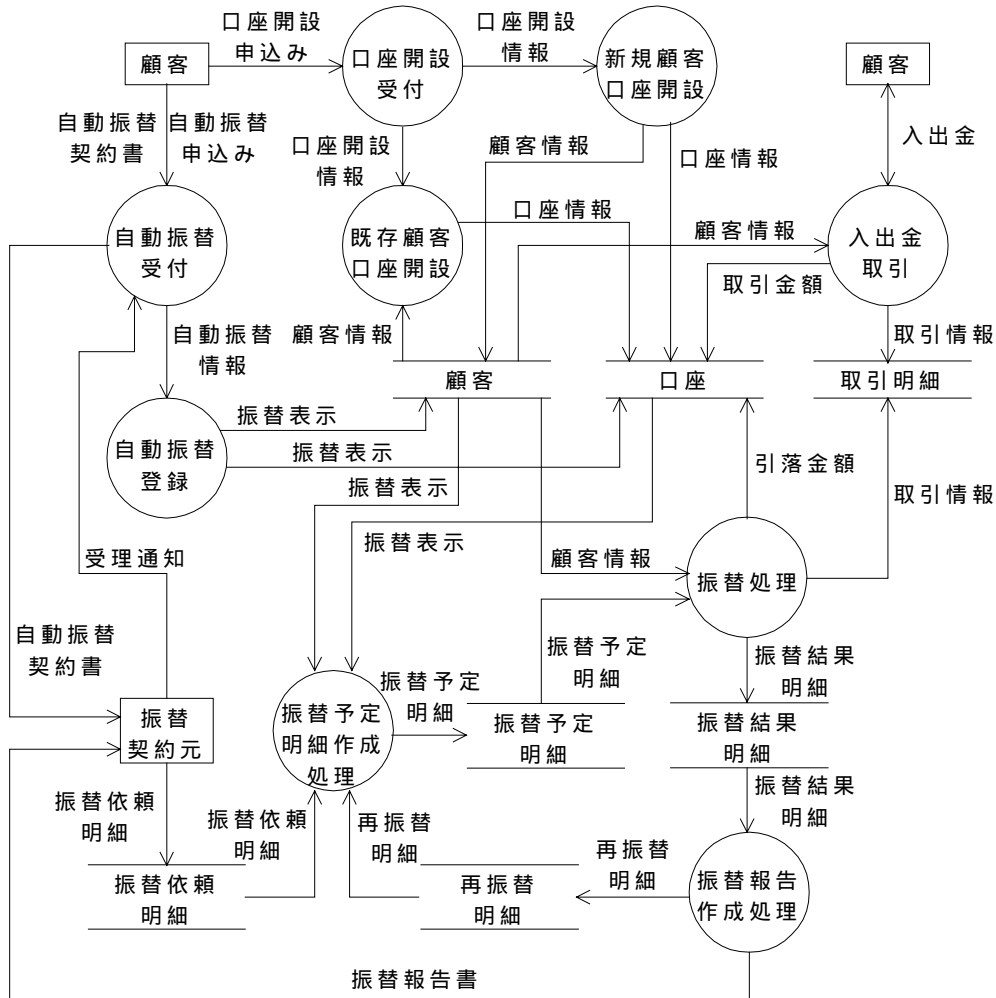 口座開設
申込み
口座開設
情報
顧客
口座開設
受付
新規顧客
口座開設
顧客
自動振替
契約書
自動振替
申込み
口座開設
情報
顧客情報
口座情報
入出金
自動振替
受付
既存顧客
口座開設
口座情報
顧客情報
入出金
取引
取引金額
自動振替
情報
顧客情報
取引情報
顧客
口座
取引明細
自動振替
登録
振替表示
振替表示
振替表示
引落金額
取引情報
振替表示
受理通知
顧客情報
振替処理
自動振替
契約書
振替予定
明細
振替結果
明細
振替予定
明細
振替
契約元
振替予定
明細作成
処理
振替予定
明細
振替結果
明細
振替依頼
明細
振替依頼
明細
再振替
明細
振替結果
明細
再振替
明細
振替依頼
明細
再振替
明細
振替報告
作成処理
振替報告書